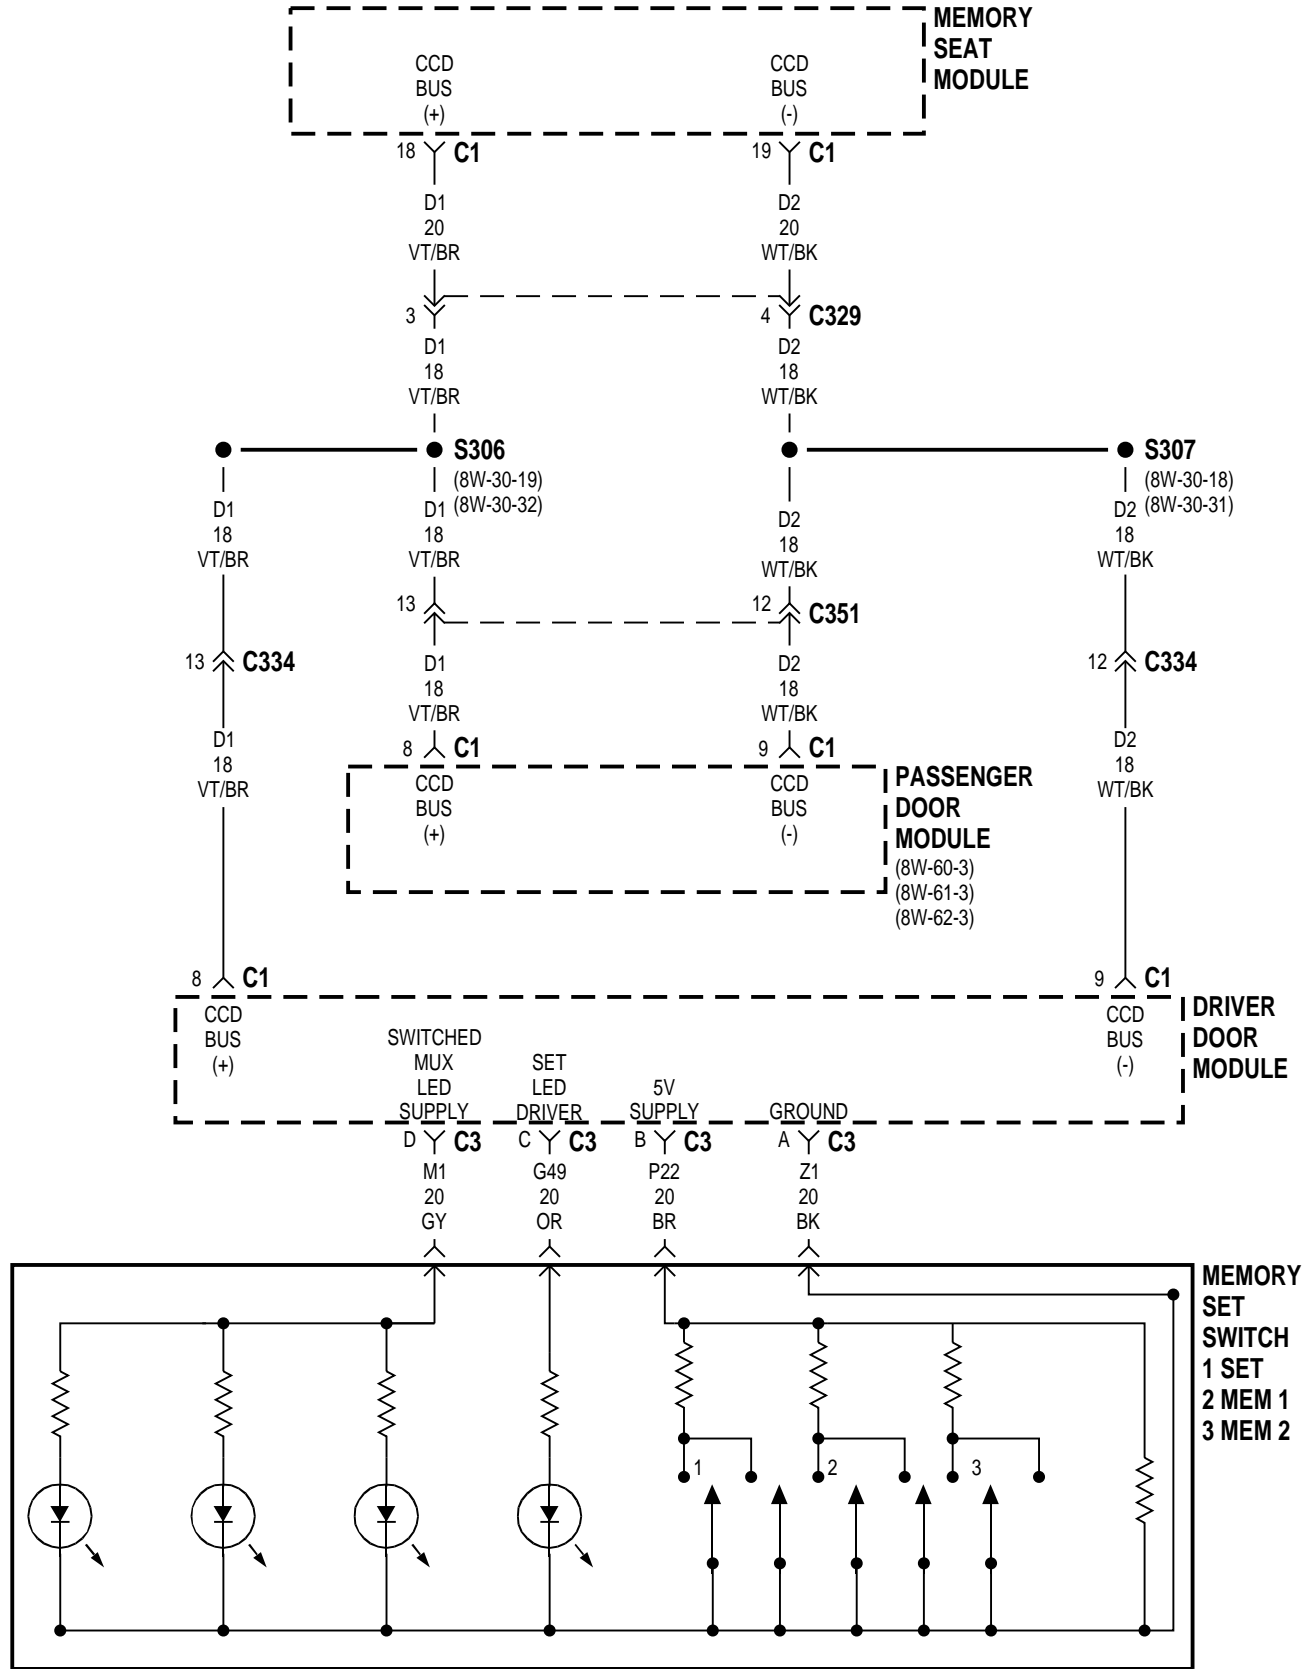 MEMORY
SEAT
MODULE
CCD
BUS
(+)
CCD
BUS
(-)
18 C1
19 C1
D1
20
VT/BR
D2
20
WT/BK
3
4 C329
D1
18
VT/BR
D2
18
WT/BK
S306
(8W-30-19)
(8W-30-32)
S307
(8W-30-18)
(8W-30-31)
D1
18
VT/BR
D1
18
VT/BR
D2
18
WT/BK
D2
18
WT/BK
13
12 C351
13 C334
12 C334
D1
18
VT/BR
D2
18
WT/BK
D1
18
VT/BR
D2
18
WT/BK
8 C1
9 C1
CCD
BUS
(+)
CCD
BUS
(-)
PASSENGER
DOOR
MODULE
(8W-60-3)
(8W-61-3)
(8W-62-3)
8 C1
9 C1
CCD
BUS
(+)
SWITCHED
MUX
LED
SUPPLY
SET
LED
DRIVER
5V
SUPPLY
GROUND
CCD
BUS
(-)
DRIVER
DOOR
MODULE
D C3
C C3
B C3
A C3
M1
20
GY
G49
20
OR
P22
20
BR
Z1
20
BK
MEMORY
SET
SWITCH
1 SET
2 MEM 1
3 MEM 2
1
2
3